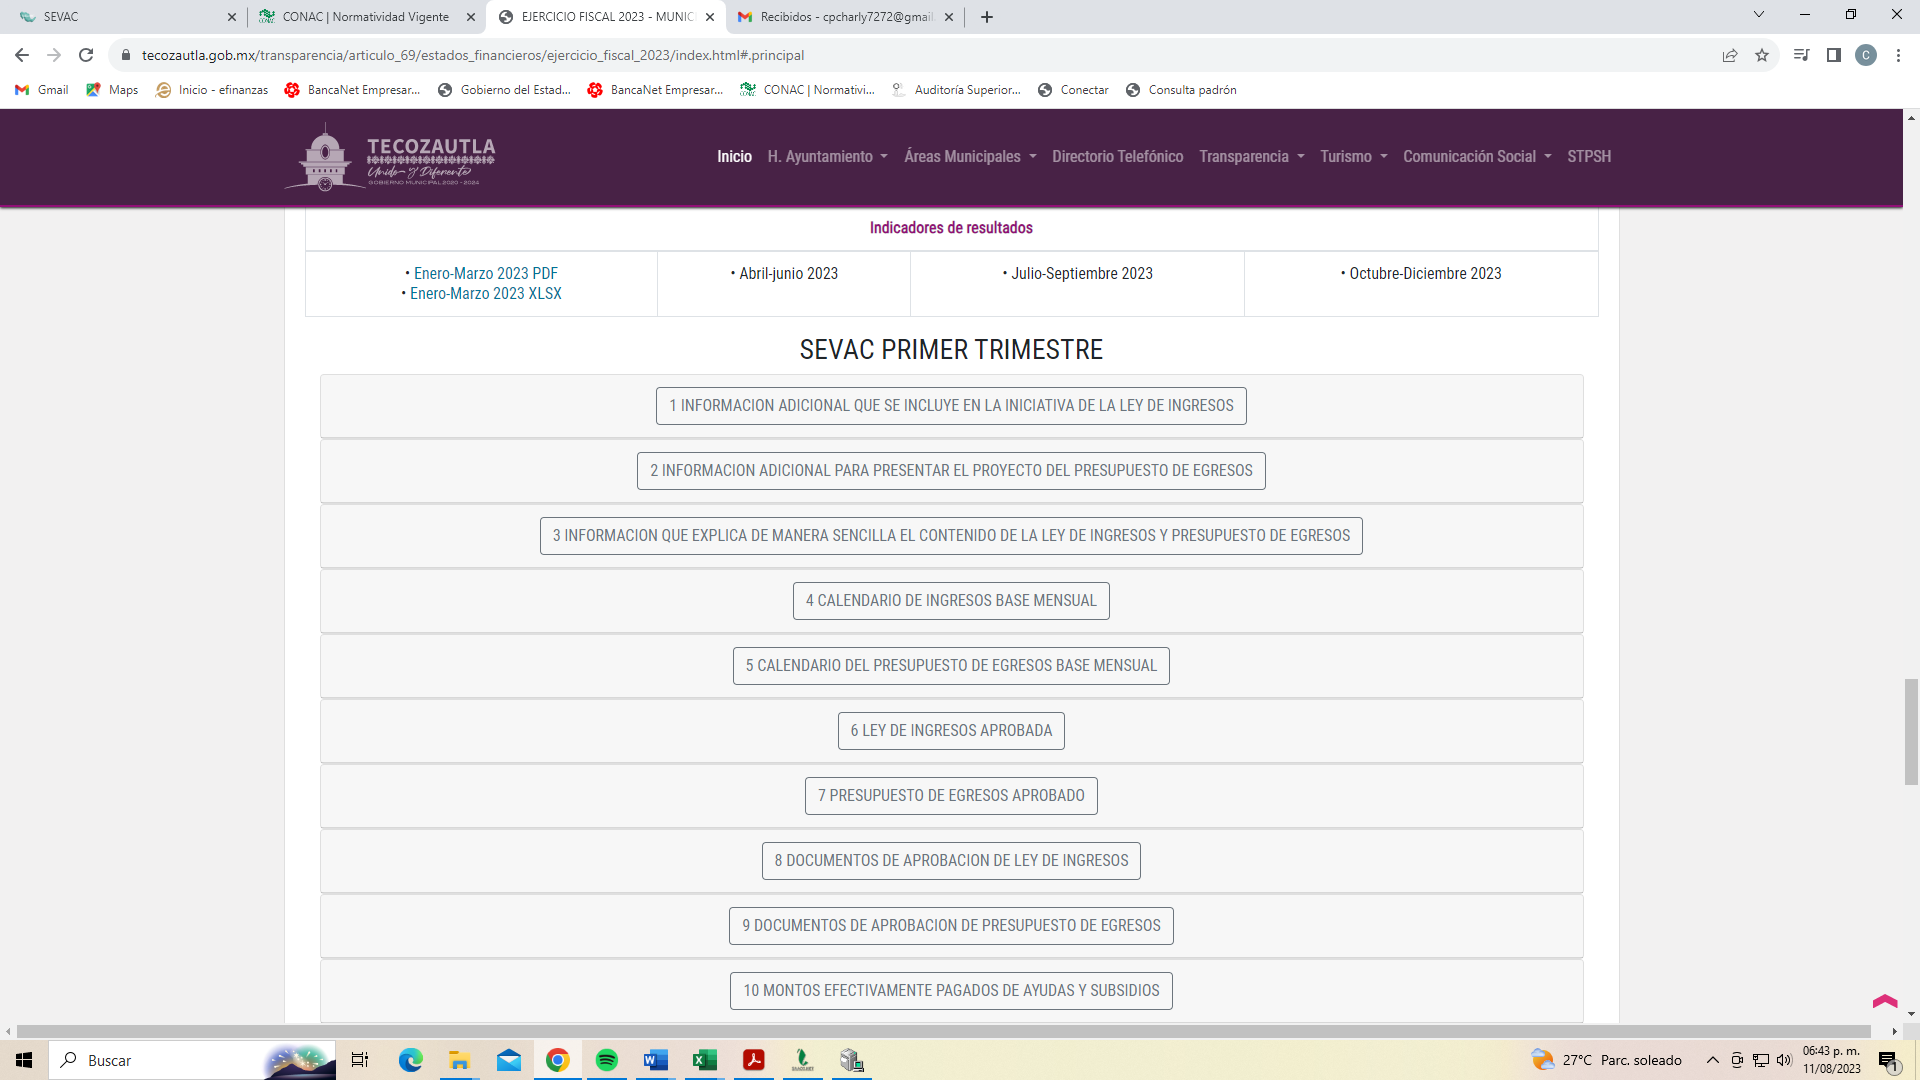 SEVAC
CONAC | Normatividad Vigente
EJERCICIO FISCAL 2023 - MUNIC
Recibidos - cpcharly7272@gmail.
tecozautla.gob.mx/transparencia/articulo_69/estados_financieros/ejercicio_fiscal_2023/index.html#.principal
C
Gmail
Maps
Inicio - efinanzas
BancaNet Empresar...
Gobierno del Estad...
BancaNet Empresar...
CONAC | Normativi...
Auditoría Superior...
Conectar
Consulta padrón
TECOZAUTLA
Unido y Diferente
GOBIERNO MUNICIPAL 2020 - 2024
Inicio
H. Ayuntamiento
Áreas Municipales
Directorio Telefónico
Transparencia
Turismo
Comunicación Social
STPSH
Indicadores de resultados
• Enero-Marzo 2023 PDF
• Enero-Marzo 2023 XLSX
• Abril-junio 2023
• Julio-Septiembre 2023
• Octubre-Diciembre 2023
SEVAC PRIMER TRIMESTRE
1 INFORMACION ADICIONAL QUE SE INCLUYE EN LA INICIATIVA DE LA LEY DE INGRESOS
2 INFORMACION ADICIONAL PARA PRESENTAR EL PROYECTO DEL PRESUPUESTO DE EGRESOS
3 INFORMACION QUE EXPLICA DE MANERA SENCILLA EL CONTENIDO DE LA LEY DE INGRESOS Y PRESUPUESTO DE EGRESOS
4 CALENDARIO DE INGRESOS BASE MENSUAL
5 CALENDARIO DEL PRESUPUESTO DE EGRESOS BASE MENSUAL
6 LEY DE INGRESOS APROBADA
7 PRESUPUESTO DE EGRESOS APROBADO
8 DOCUMENTOS DE APROBACION DE LEY DE INGRESOS
9 DOCUMENTOS DE APROBACION DE PRESUPUESTO DE EGRESOS
10 MONTOS EFECTIVAMENTE PAGADOS DE AYUDAS Y SUBSIDIOS
Buscar
27°C Parc. soleado
06:43 p. m.
11/08/2023
1